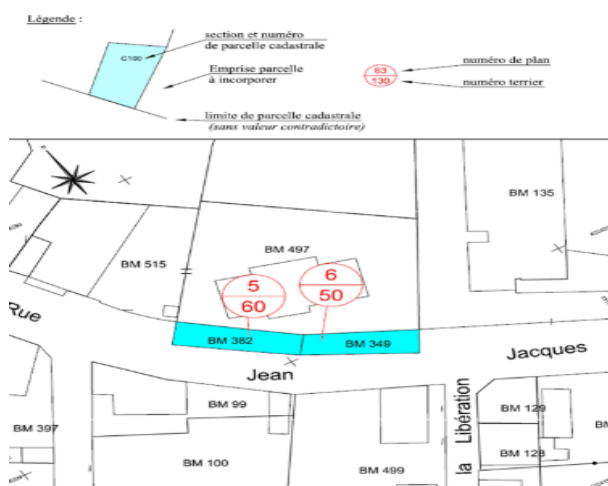 Légende :
section et numéro
de parcelle cadastrale
C100
Emprise parcelle
à incorporer
limite de parcelle cadastrale
(sans valeur contradictoire)
63
130
numéro de plan
numéro terrier
BM 135
BM 497
BM 515
5
60
6
50
Rue
BM 382
BM 349
Jean
Jacques
BM 99
BM 397
BM 100
BM 499
la Libération
BM 129
BM 128
BM